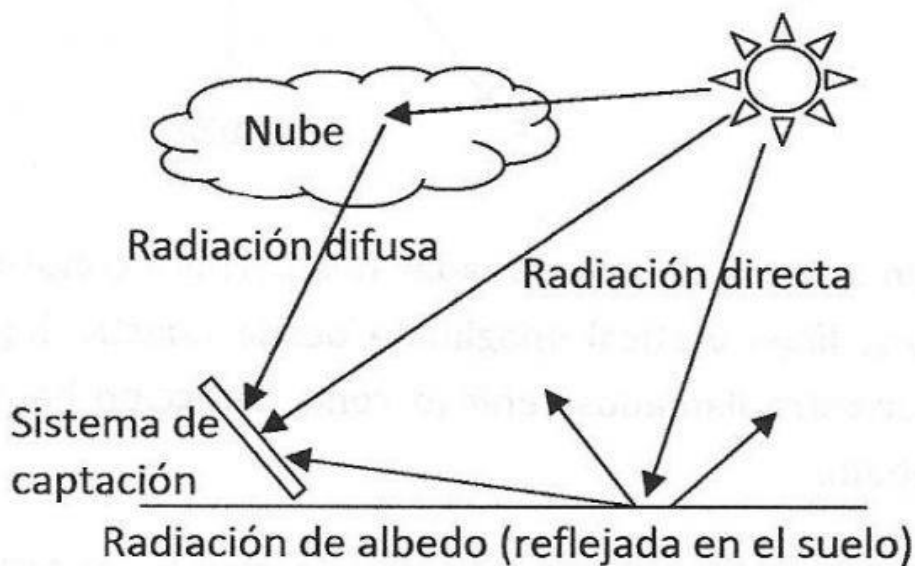 Nube
Radiación difusa
Radiación directa
Sistema de
captación
Radiación de albedo (reflejada en el suelo)